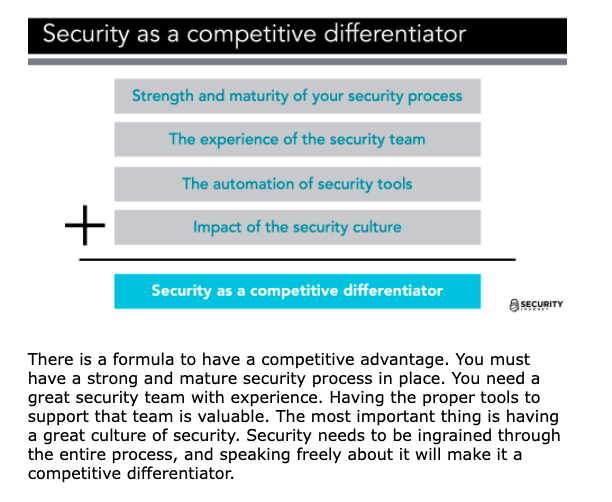 Security as a competitive differentiator
Strength and maturity of your security process
The experience of the security team
The automation of security tools
+
Impact of the security culture
Security as a competitive differentiator
SECURITY
JOURNEY
There is a formula to have a competitive advantage. You must
have a strong and mature security process in place. You need a
great security team with experience. Having the proper tools to
support that team is valuable. The most important thing is having
a great culture of security. Security needs to be ingrained through
the entire process, and speaking freely about it will make it a
competitive differentiator.